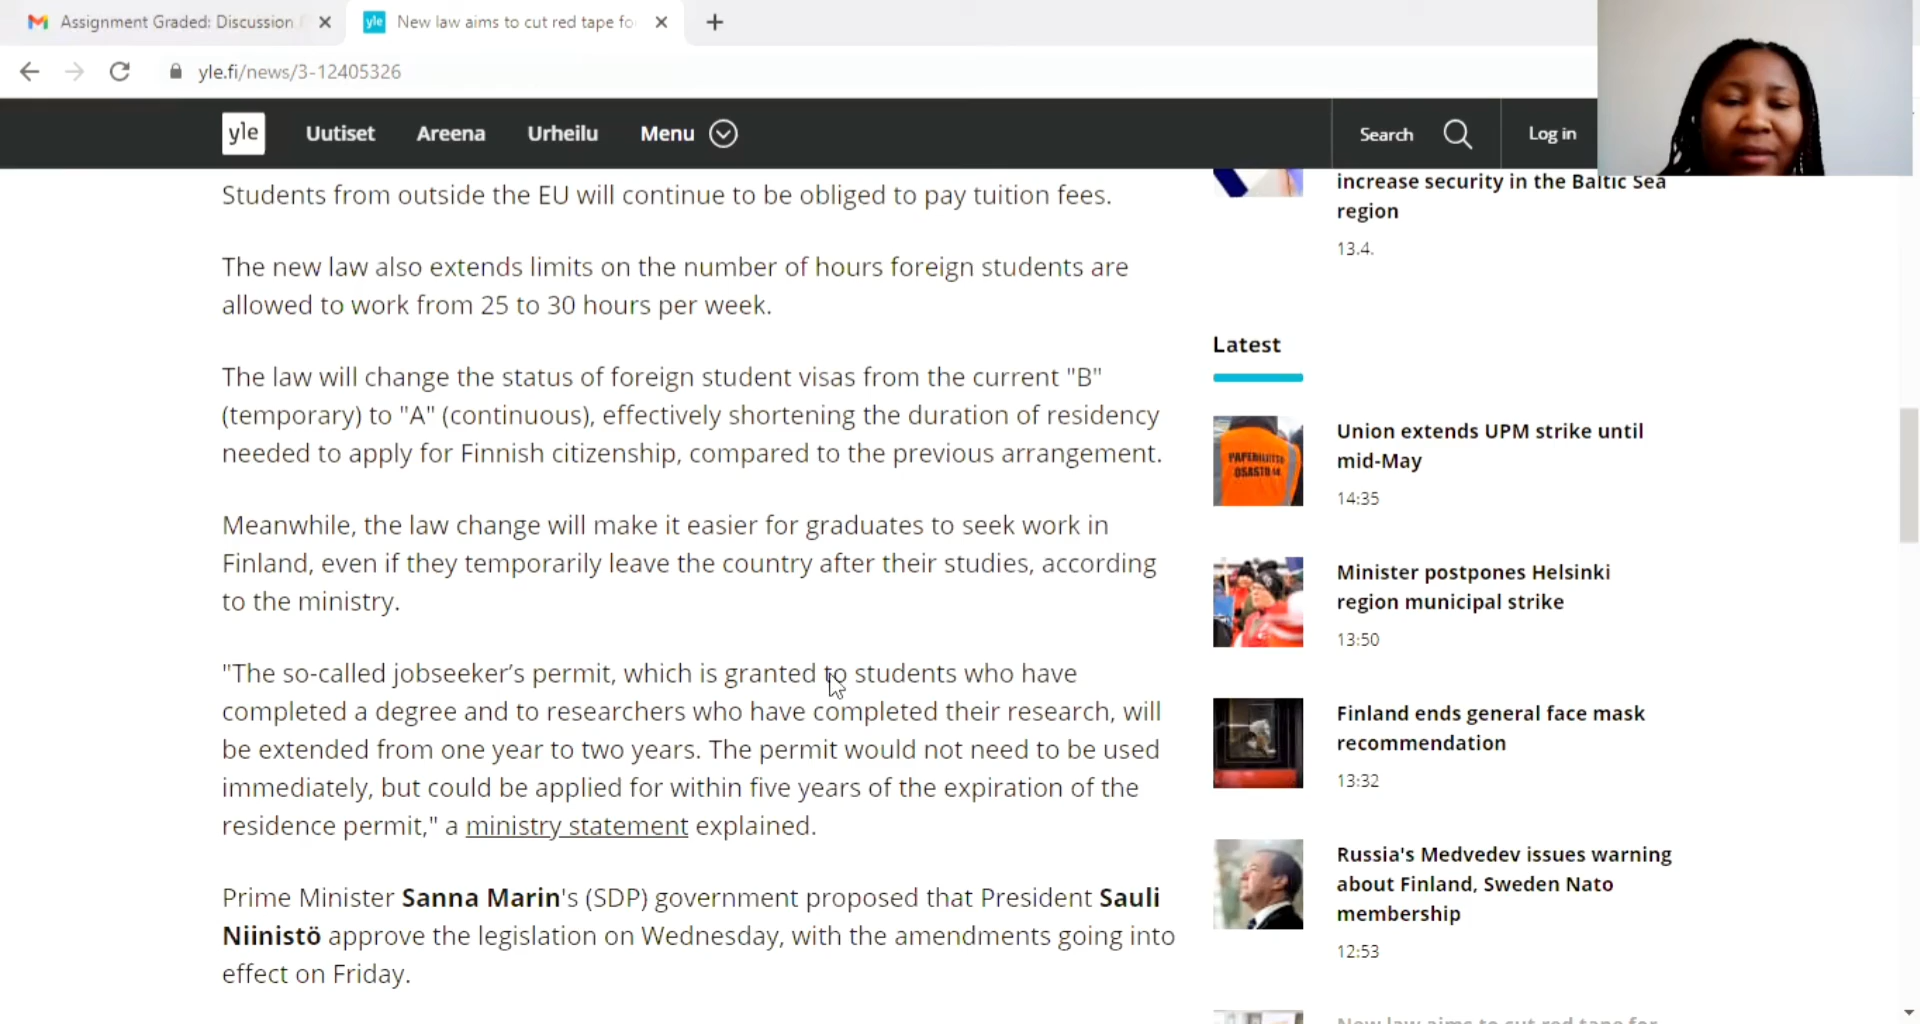 Assignment Graded: Discussion
yle New law aims to cut red tape fo
yle.fi/news/3-12405326
yle Uutiset Areena Urheilu Menu Search Log in
Students from outside the EU will continue to be obliged to pay tuition fees.
The new law also extends limits on the number of hours foreign students are
allowed to work from 25 to 30 hours per week.
The law will change the status of foreign student visas from the current "B"
(temporary) to "A" (continuous), effectively shortening the duration of residency
needed to apply for Finnish citizenship, compared to the previous arrangement.
Meanwhile, the law change will make it easier for graduates to seek work in
Finland, even if they temporarily leave the country after their studies, according
to the ministry.
"The so-called jobseeker’s permit, which is granted to students who have
completed a degree and to researchers who have completed their research, will
be extended from one year to two years. The permit would not need to be used
immediately, but could be applied for within five years of the expiration of the
residence permit," a ministry statement explained.
Prime Minister Sanna Marin's (SDP) government proposed that President Sauli
Niinistö approve the legislation on Wednesday, with the amendments going into
effect on Friday.
increase security in the Baltic Sea
region
13.4.
Latest
Union extends UPM strike until
mid-May
14:35
Minister postpones Helsinki
region municipal strike
13:50
Finland ends general face mask
recommendation
13:32
Russia's Medvedev issues warning
about Finland, Sweden Nato
membership
12:53
New law aims to cut red tape for